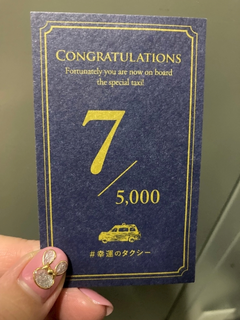 CONGRATULATIONS
Fortunately you are now on board
the special taxi!
7/5,000
#幸運のタクシー